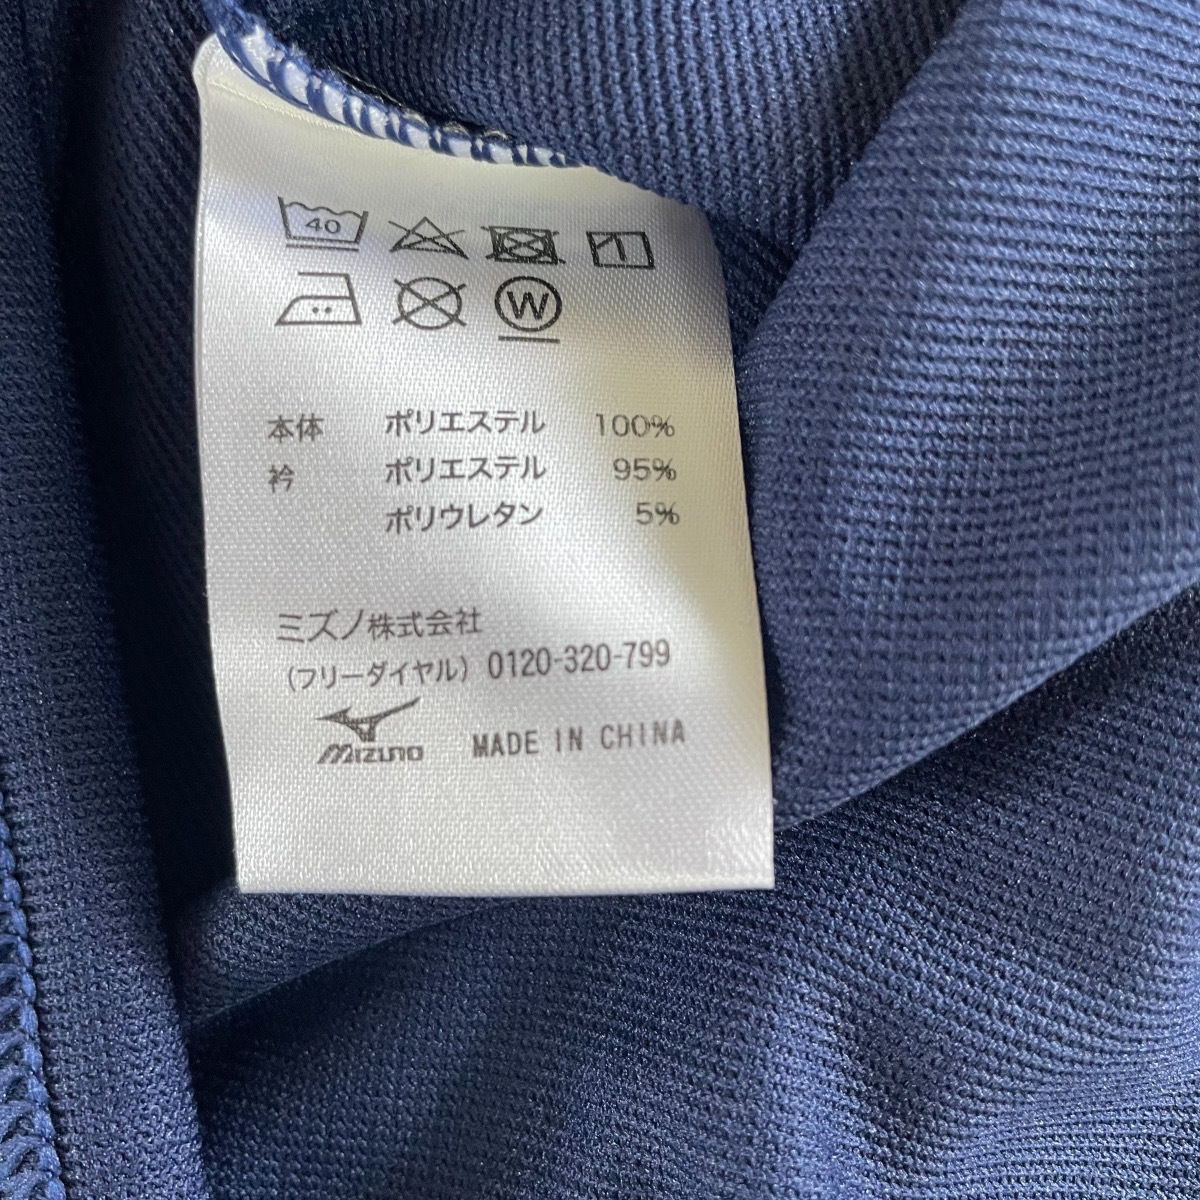 40
W
本体 ポリエステル 100%
衿 ポリエステル 95%
ポリウレタン 5%
ミズノ株式会社
(フリーダイヤル) 0120-320-799
MIZUNO MADE IN CHINA